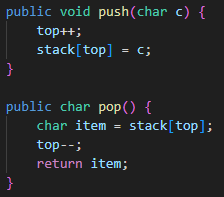 public void push(char c) {
    top++;
    stack[top] = c;
}

public char pop() {
    char item = stack[top];
    top--;
    return item;
}